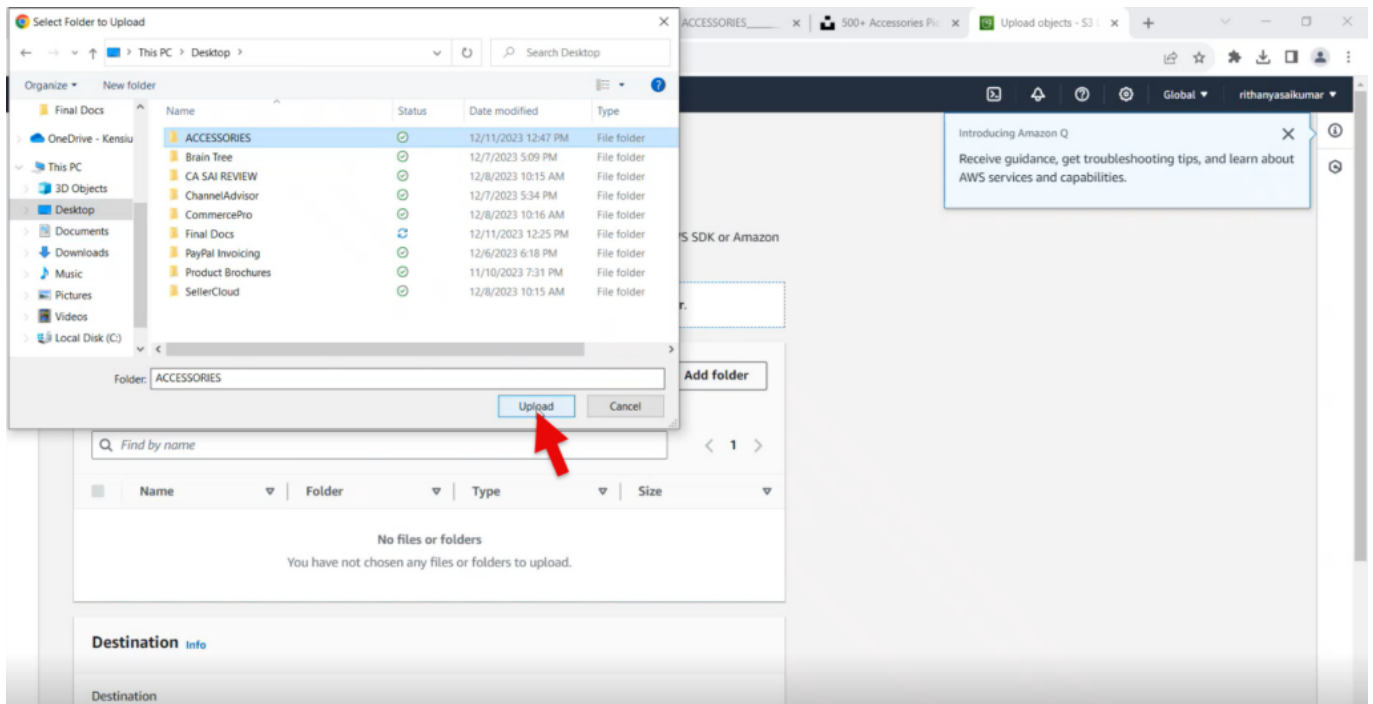 Select Folder to Upload
ACCESSORIES____
500+ Accessories Pic
Upload objects - S3
This PC > Desktop >
Search Desktop
Organize
New folder
Global
rithanyasaikumar
Final Docs
OneDrive - Kensiu
This PC
3D Objects
Desktop
Documents
Downloads
Music
Pictures
Videos
Local Disk (C:)
Name Status Date modified Type
ACCESSORIES 12/11/2023 12:47 PM File folder
Brain Tree 12/7/2023 5:09 PM File folder
CA SAI REVIEW 12/8/2023 10:15 AM File folder
ChannelAdvisor 12/7/2023 5:34 PM File folder
CommercePro 12/8/2023 10:16 AM File folder
Final Docs 12/11/2023 12:25 PM File folder
PayPal Invoicing 12/6/2023 6:18 PM File folder
Product Brochures 11/10/2023 7:31 PM File folder
SellerCloud 12/8/2023 10:15 AM File folder
Folder: ACCESSORIES
Upload
Cancel
Introducing Amazon Q
Receive guidance, get troubleshooting tips, and learn about
AWS services and capabilities.
SDK or Amazon
r.
Add folder
Find by name
1
Name Folder Type Size
No files or folders
You have not chosen any files or folders to upload.
Destination Info
Destination